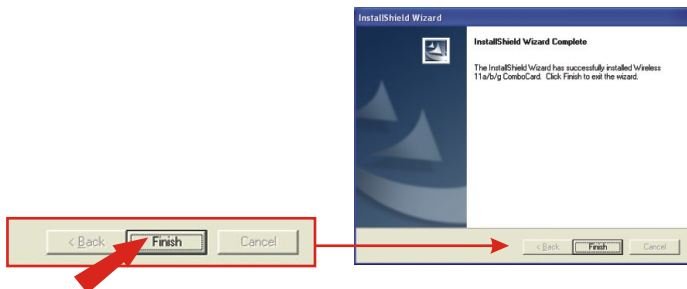 InstallShield Wizard
InstallShield Wizard Complete
The InstallShield Wizard has successfully installed Wireless
11a/b/g ComboCard. Click Finish to exit the wizard.
< Back Finish Cancel
< Back Finish Cancel